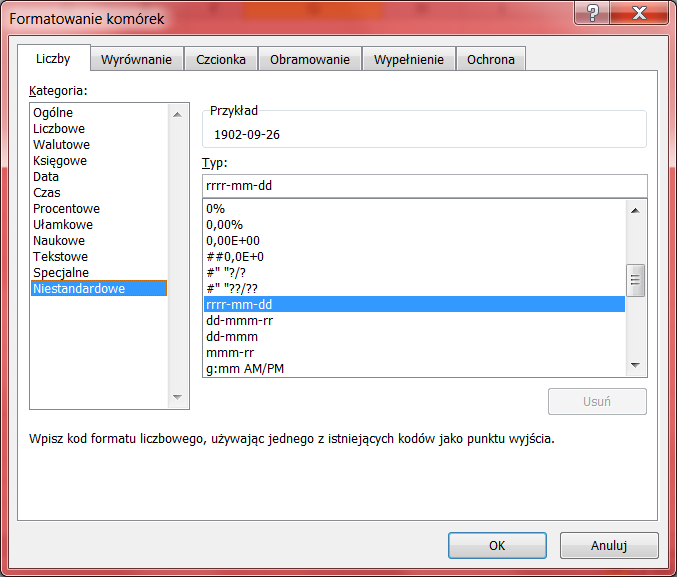 Formatowanie komórek
Liczby Wyrównanie Czcionka Obramowanie Wypełnienie Ochrona
Kategoria:
Ogólne
Liczbowe
Walutowe
Księgowe
Data
Czas
Procentowe
Ułamkowe
Naukowe
Tekstowe
Specjalne
Niestandardowe
Przykład
1902-09-26
Typ:
rrrr-mm-dd
0%
0,00%
0,00E+00
##0,0E+0
#" "?/?
#" "??/??
rrrr-mm-dd
dd-mmm-rr
dd-mmm
mmm-rr
g:mm AM/PM
Usuń
Wpisz kod formatu liczbowego, używając jednego z istniejących kodów jako punktu wyjścia.
OK Anuluj